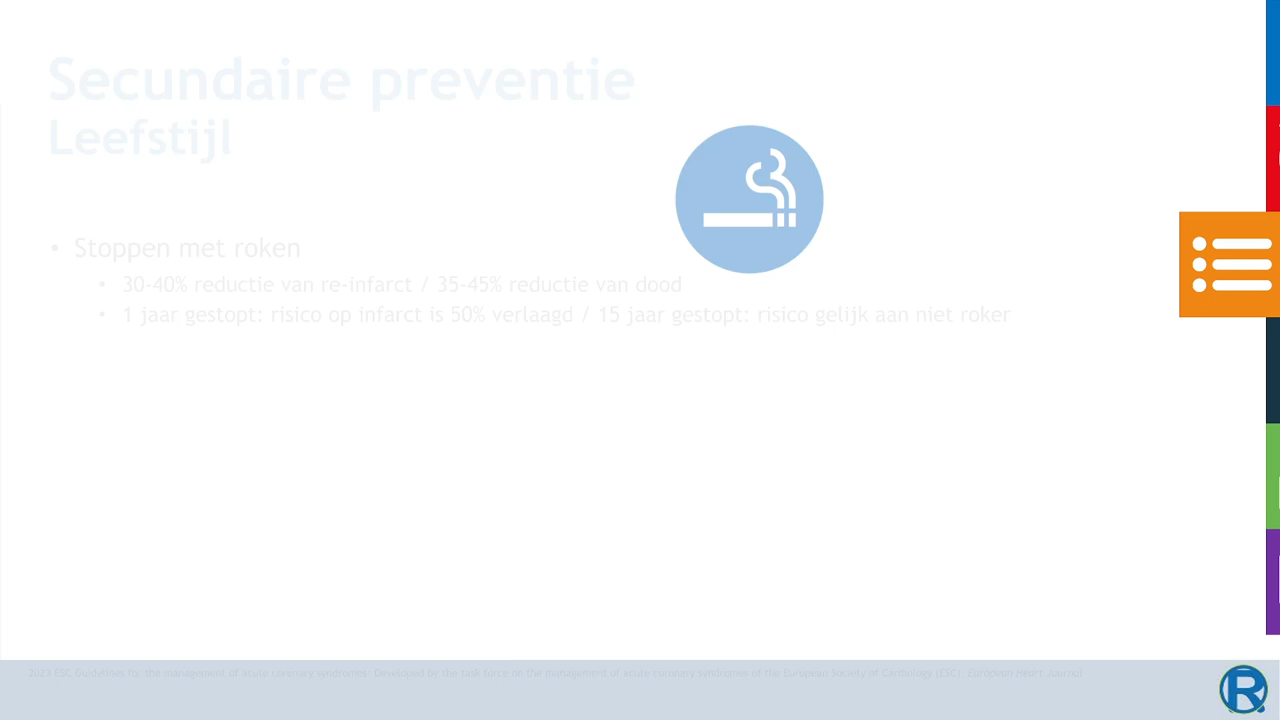 Secundaire preventie
Leefstijl
• Stoppen met roken
• 30-40% reductie van re-infarct / 35-45% reductie van dood
• 1 jaar gestopt: risico op infarct is 50% verlaagd / 15 jaar gestopt: risico gelijk aan niet roker
2023 ESC Guidelines for the management of acute coronary syndromes: Developed by the task force on the management of acute coronary syndromes of the European Society of Cardiology (ESC). European Heart Journal
R